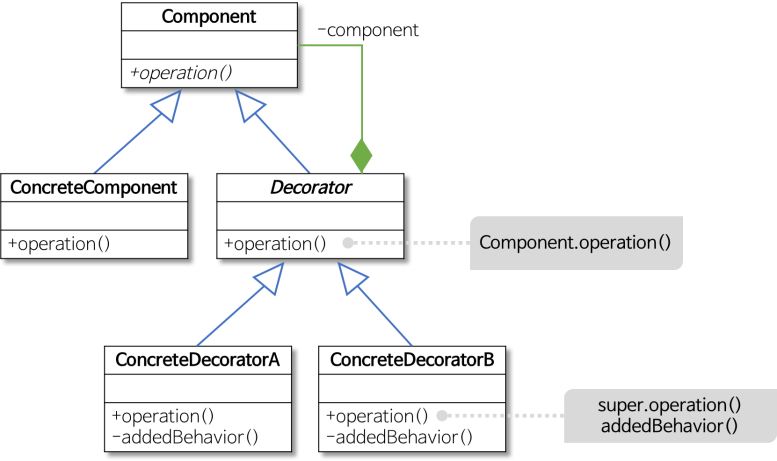 Component
-component
+operation()
ConcreteComponent
+operation()
Decorator
+operation()
Component.operation()
ConcreteDecoratorA
+operation()
-addedBehavior()
ConcreteDecoratorB
+operation()
-addedBehavior()
super.operation()
addedBehavior()